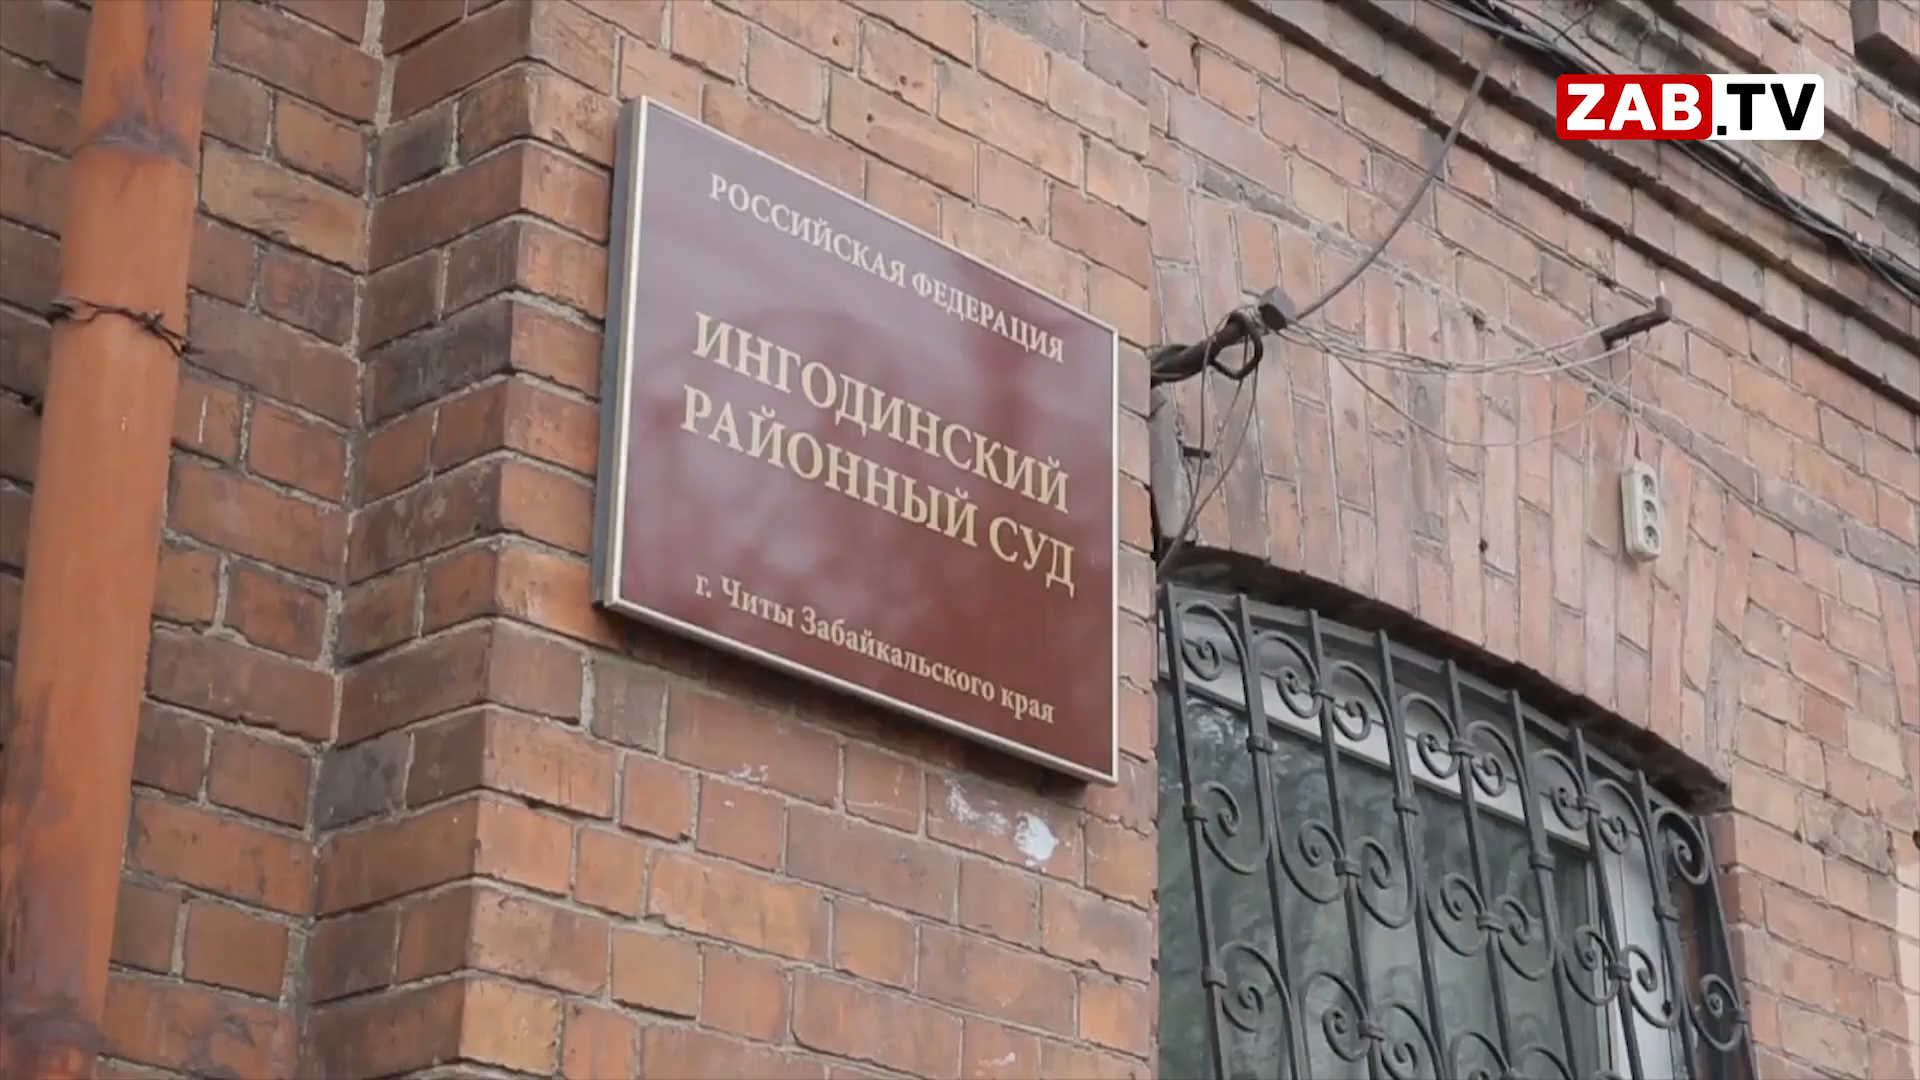 ZAB.TV
РОССИЙСКАЯ ФЕДЕРАЦИЯ
ИНГОДИНСКИЙ
РАЙОННЫЙ СУД
г. Читы Забайкальского края